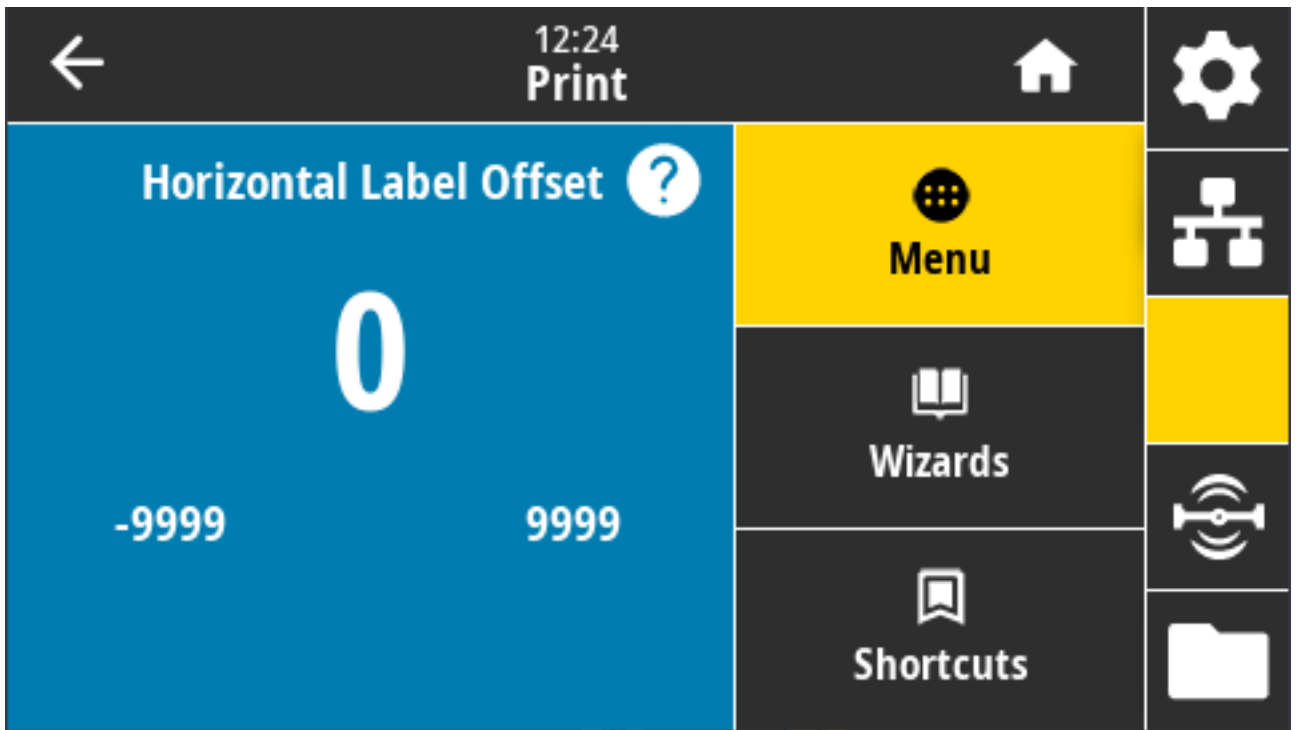 12:24
Print
Horizontal Label Offset ?
0
-9999 9999
Menu
Wizards
Shortcuts